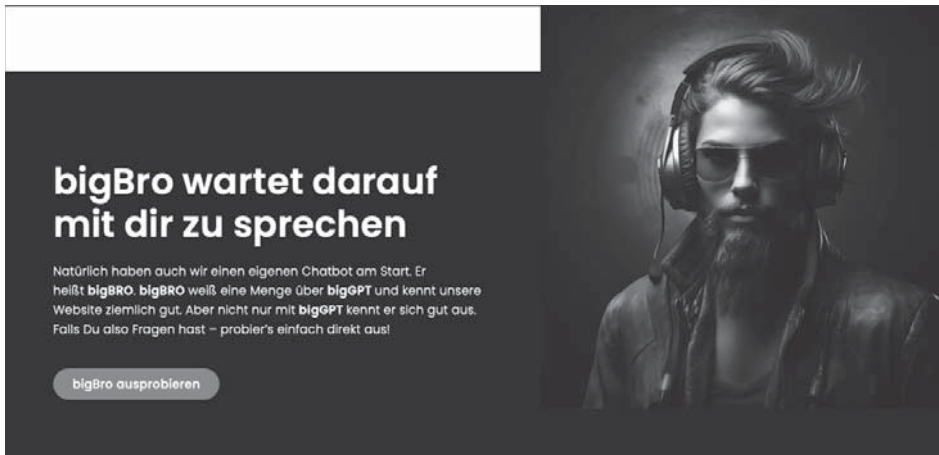 bigBro wartet darauf
mit dir zu sprechen
Natürlich haben auch wir einen eigenen Chatbot am Start. Er
heißt bigBRO. bigBRO weiß eine Menge über bigGPT und kennt unsere
Website ziemlich gut. Aber nicht nur mit bigGPT kennt er sich gut aus.
Falls Du also Fragen hast – probier's einfach direkt aus!
bigBro ausprobieren